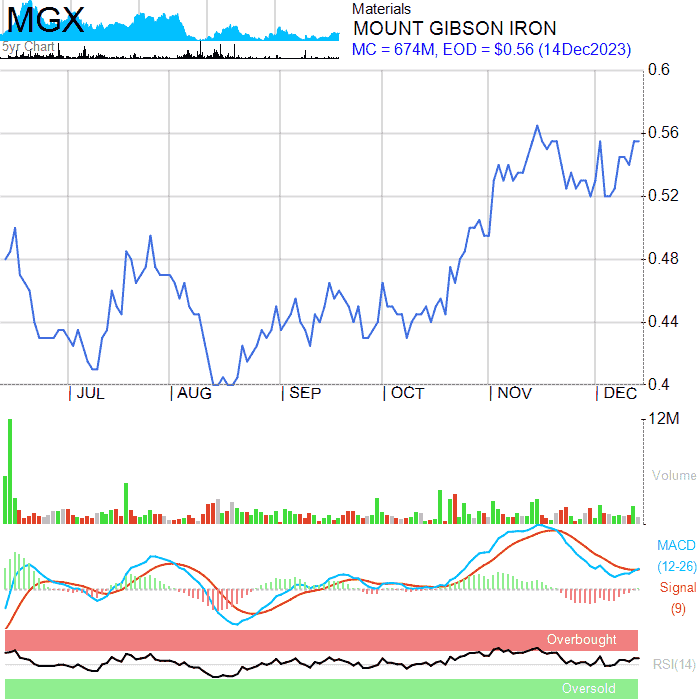 MGX
5yr Chart
Materials
MOUNT GIBSON IRON
MC = 674M, EOD = $0.56 (14Dec2023)
0.6
0.56
0.52
0.48
0.44
0.4
JUL AUG SEP OCT NOV DEC
12M
Volume
MACD
(12-26)
Signal
(9)
Overbought
RSI(14)
Oversold